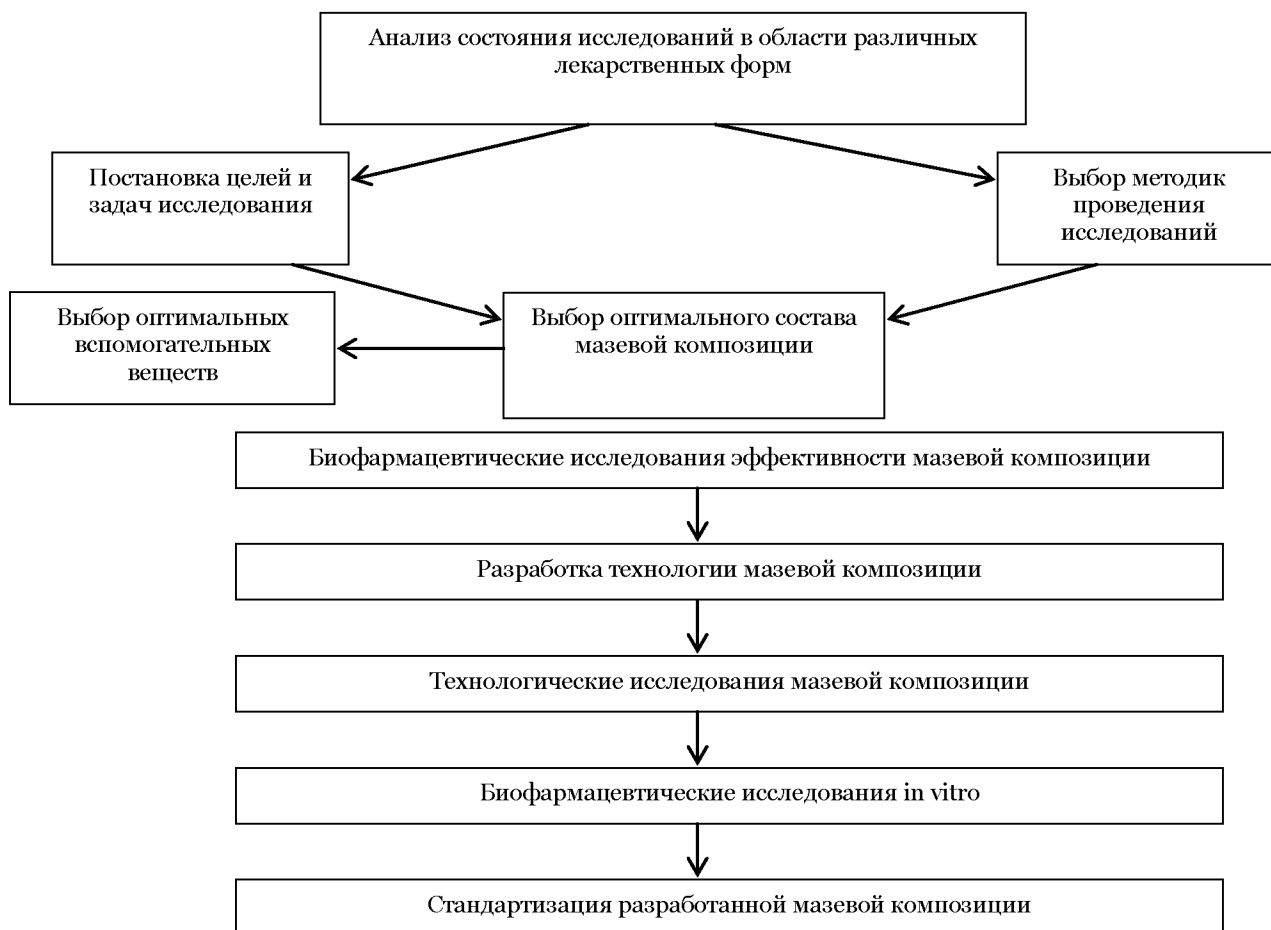 Анализ состояния исследований в области различных
лекарственных форм
Постановка целей и
задач исследования
Выбор методик
проведения
исследований
Выбор оптимальных
вспомогательных
веществ
Выбор оптимального состава
мазевой композиции
Биофармацевтические исследования эффективности мазевой композиции
Разработка технологии мазевой композиции
Технологические исследования мазевой композиции
Биофармацевтические исследования in vitro
Стандартизация разработанной мазевой композиции